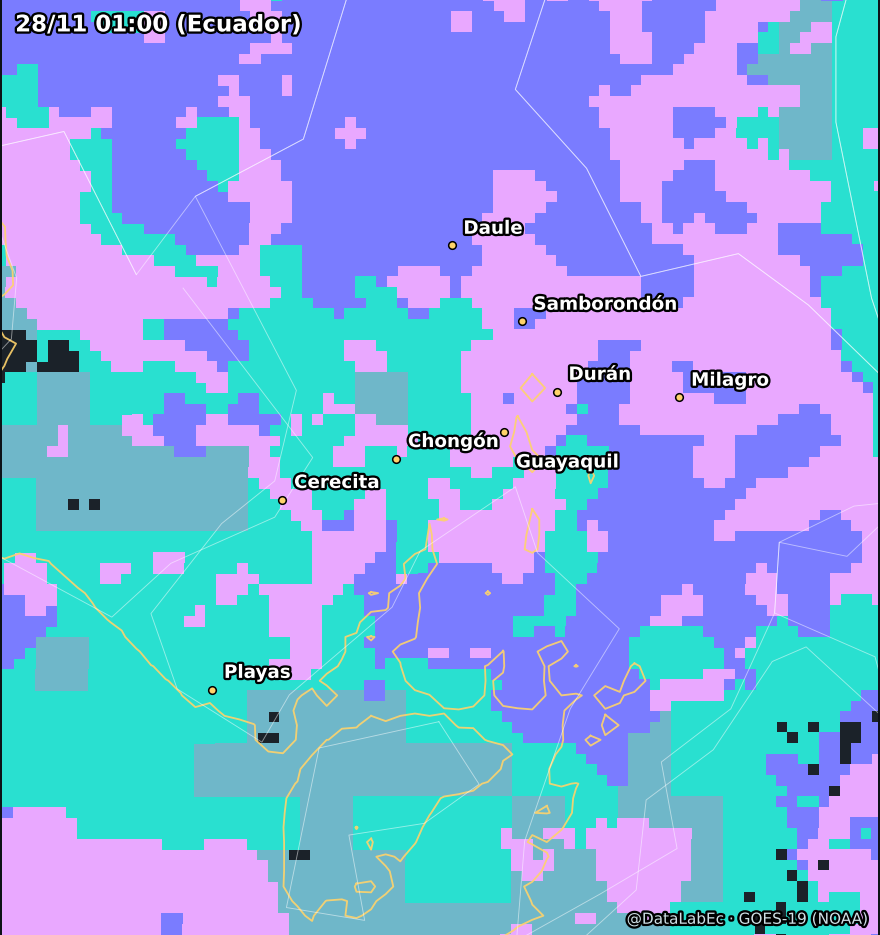 28/11 01:00 (Ecuador)
Daule
Samborondón
Durán
Milagro
Chongón
Guayaquil
Cerecita
Playas
@DataLabEc · GOES-19 (NOAA)